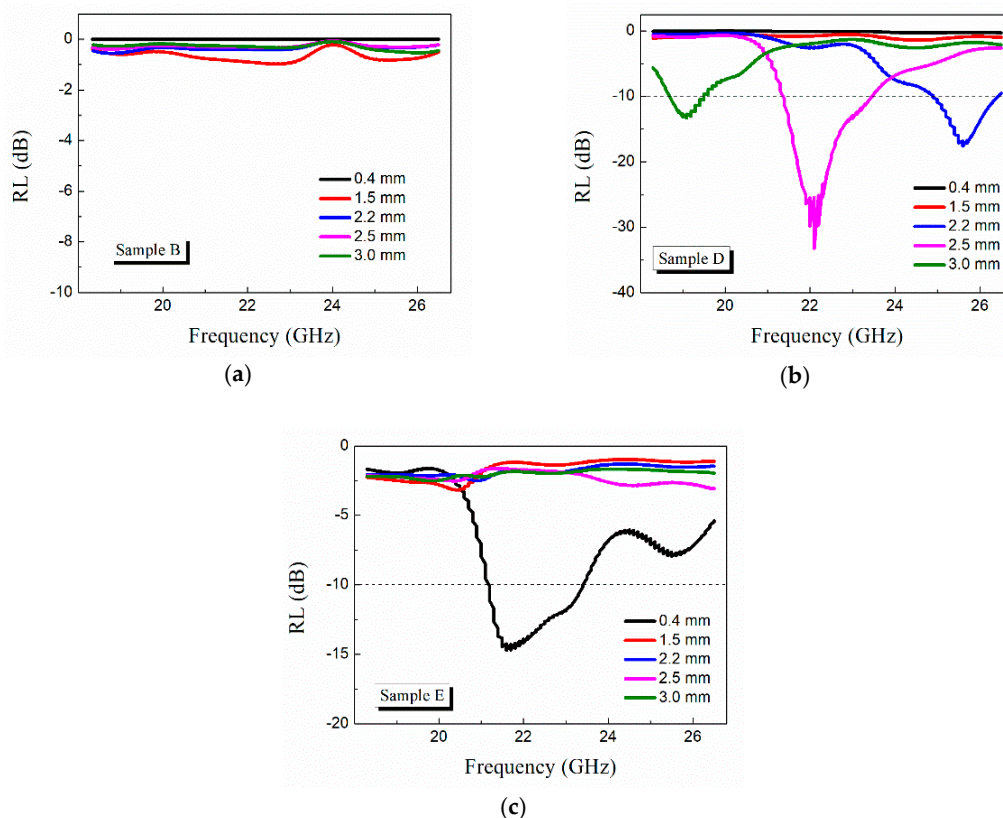 0
-2
-4
-6
-8
-10
RL (dB)
0.4 mm
1.5 mm
2.2 mm
2.5 mm
3.0 mm
Sample B
20 22 24 26
Frequency (GHz)
(a)
0
-10
-20
-30
-40
RL (dB)
0.4 mm
1.5 mm
2.2 mm
2.5 mm
3.0 mm
Sample D
20 22 24 26
Frequency (GHz)
(b)
0
-5
-10
-15
-20
RL (dB)
0.4 mm
1.5 mm
2.2 mm
2.5 mm
3.0 mm
Sample E
20 22 24 26
Frequency (GHz)
(c)